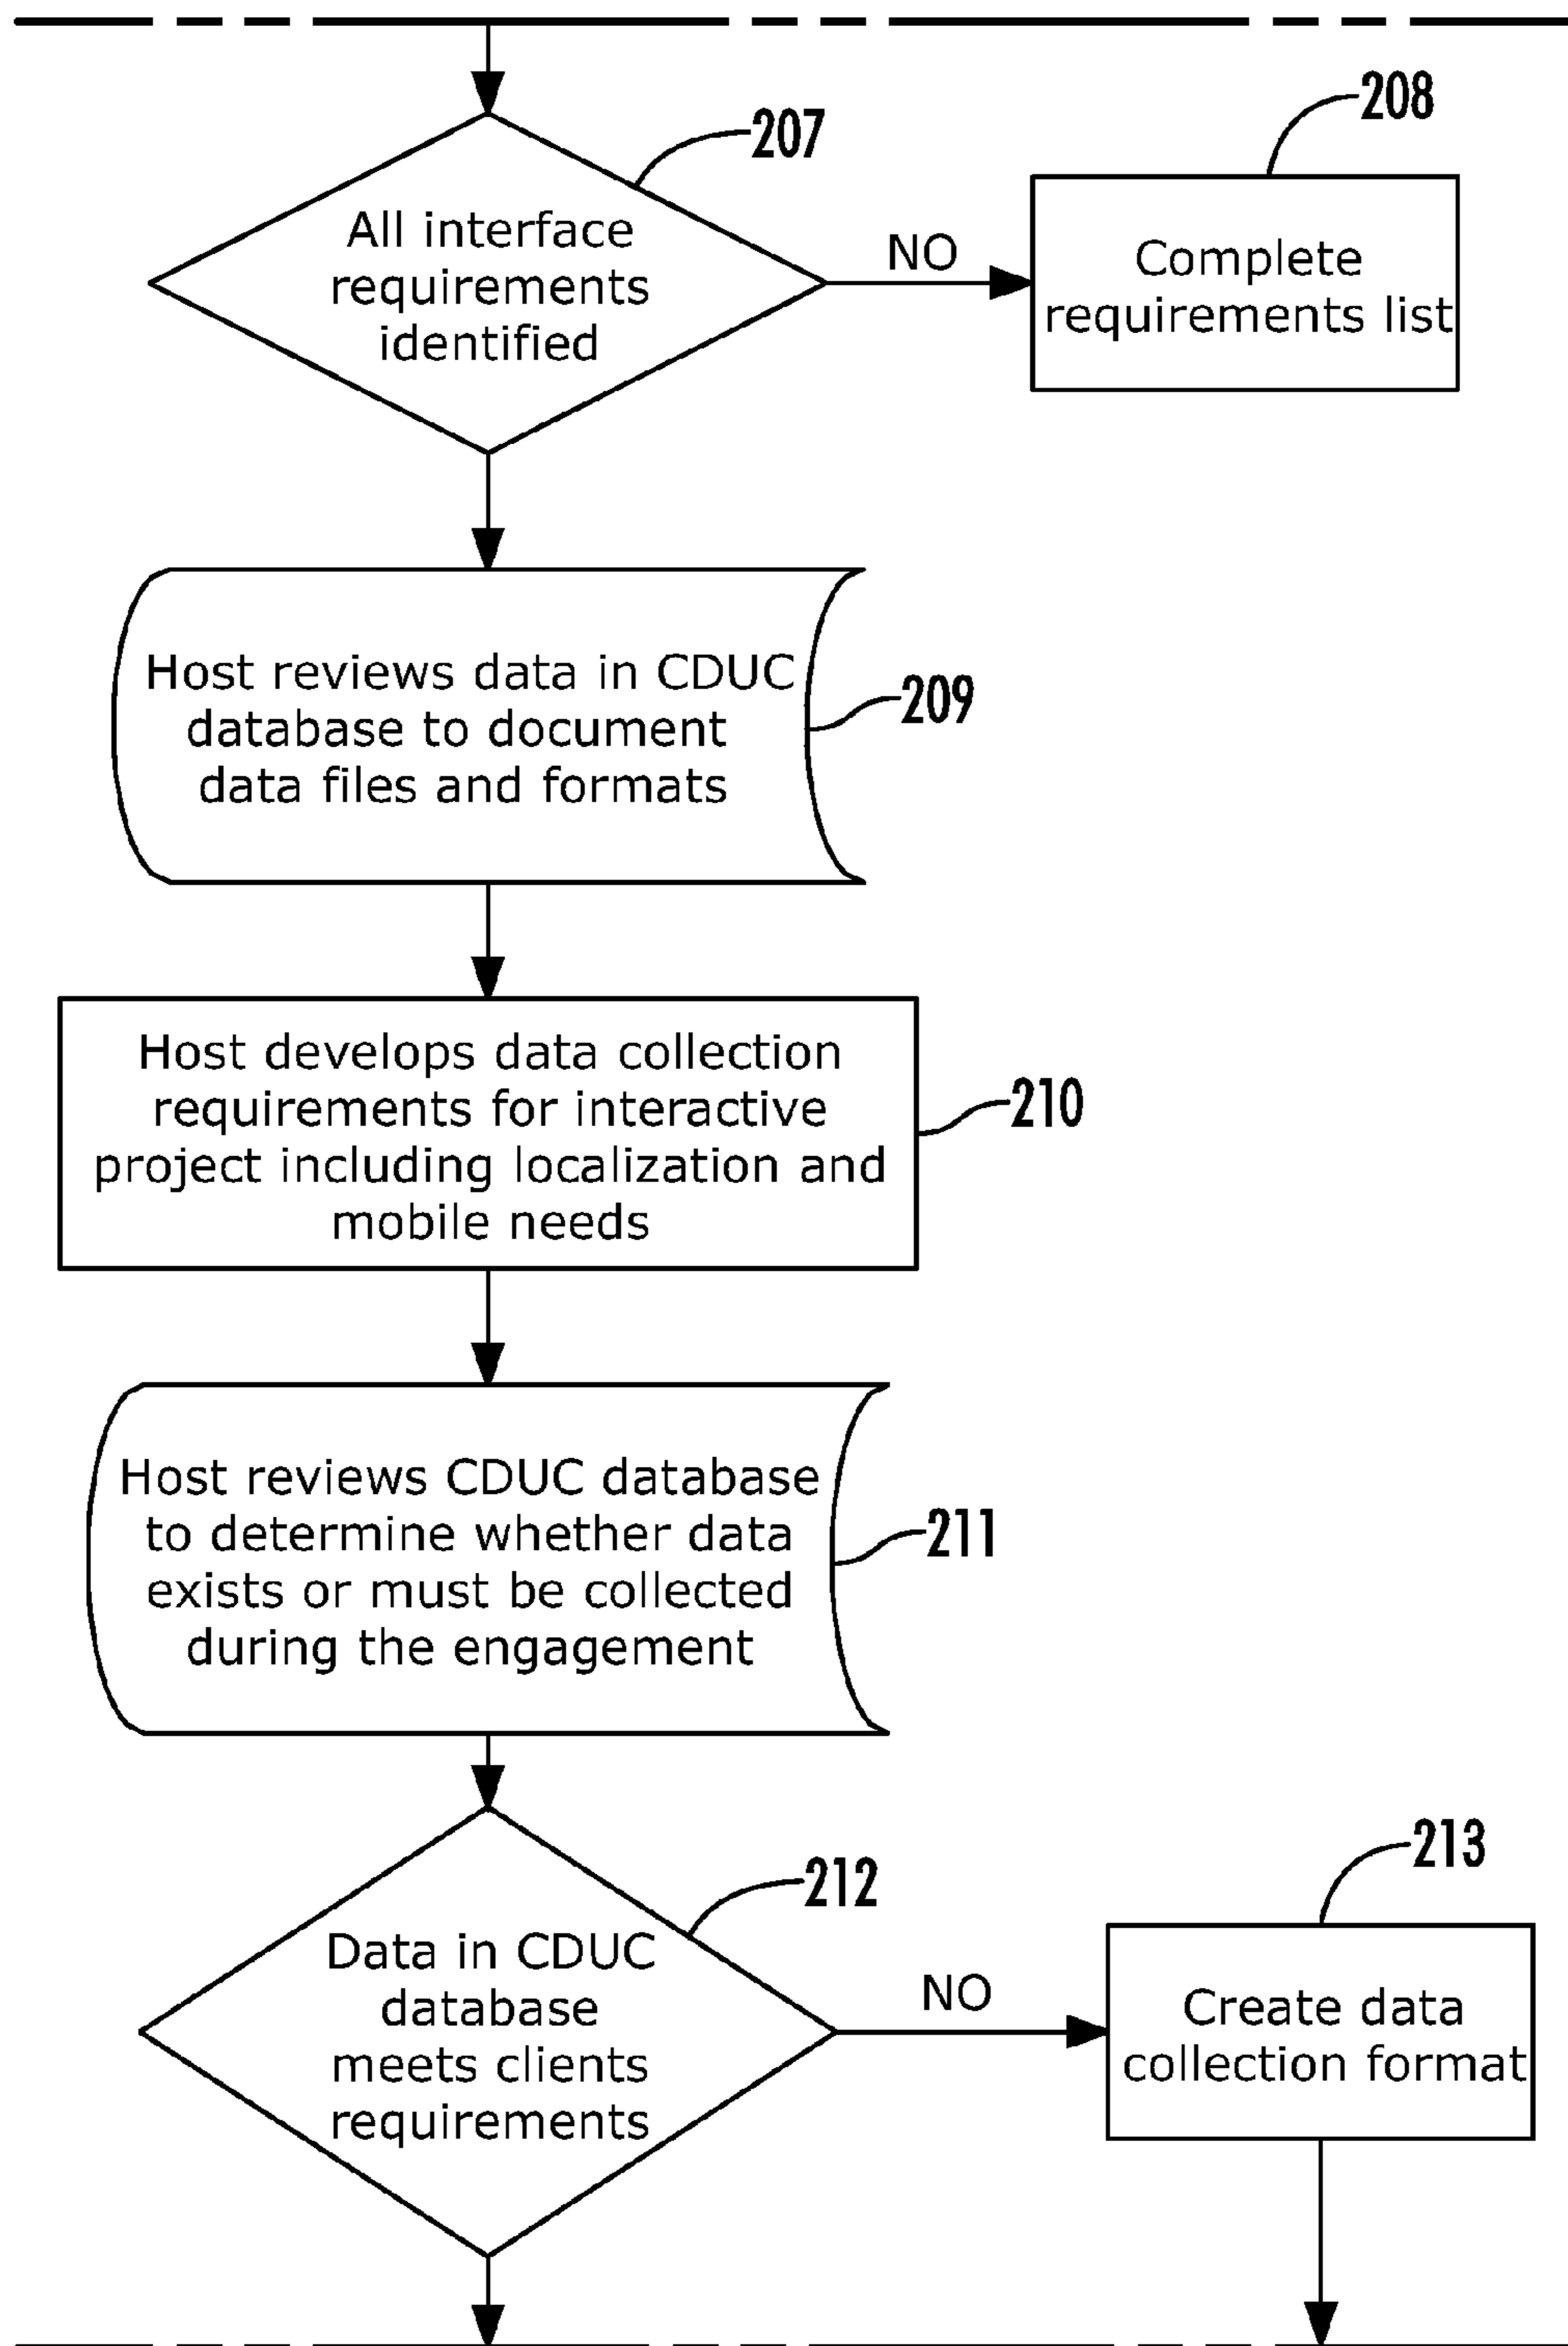 207
208
All interface
requirements
identified
NO
Complete
requirements list
Host reviews data in CDUC
database to document
data files and formats
209
Host develops data collection
requirements for interactive
project including localization and
mobile needs
210
Host reviews CDUC database
to determine whether data
exists or must be collected
during the engagement
211
212
213
Data in CDUC
database
meets clients
requirements
NO
Create data
collection format